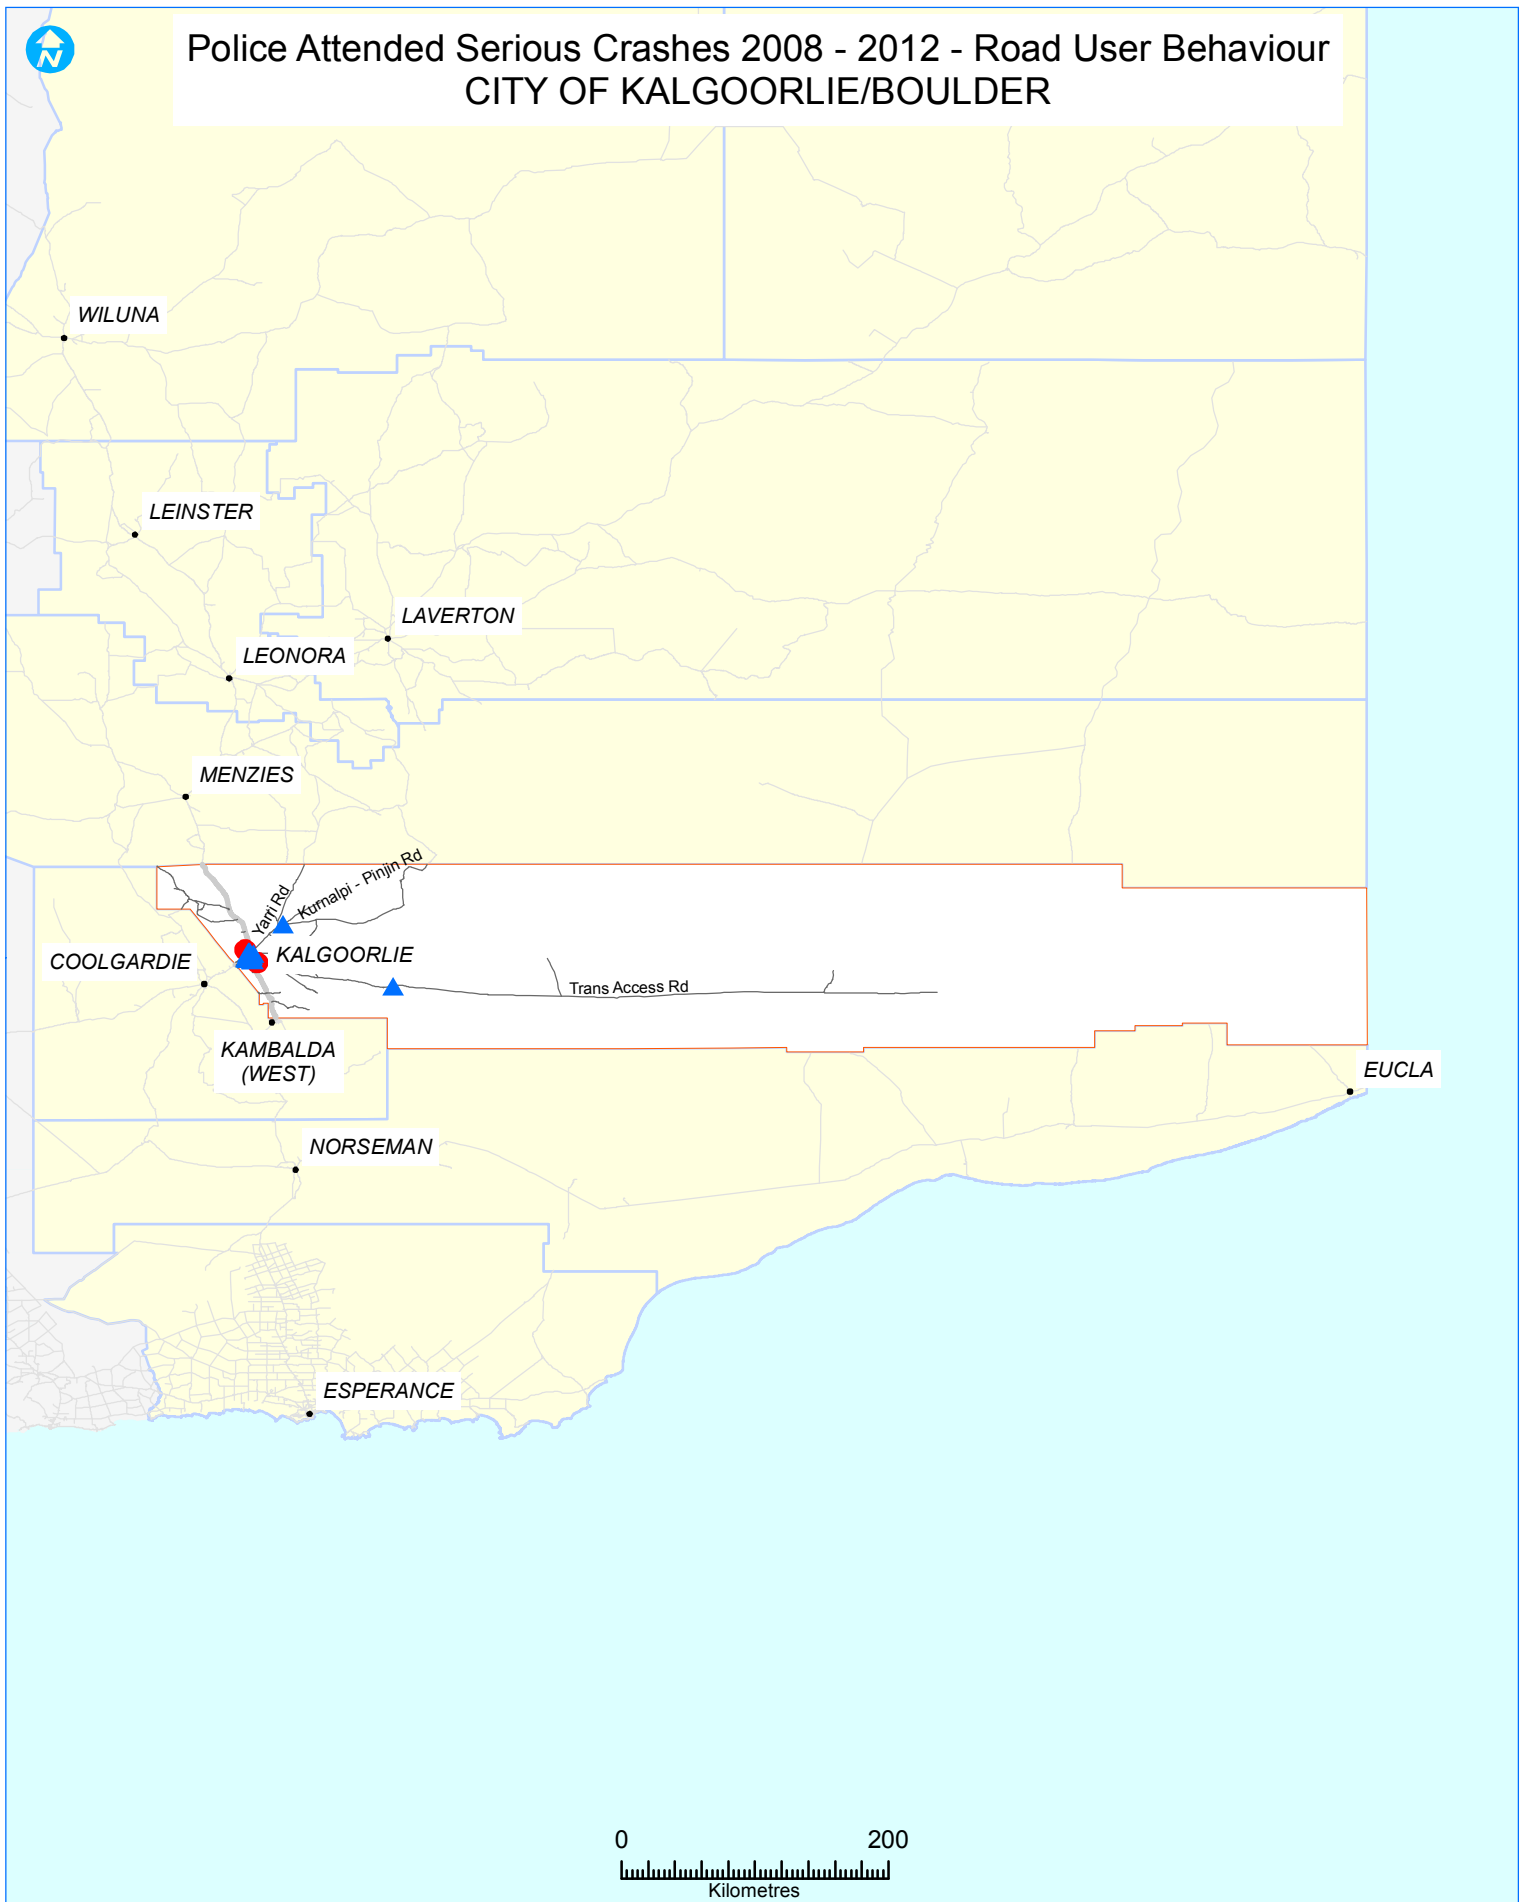 N
Police Attended Serious Crashes 2008 - 2012 - Road User Behaviour
CITY OF KALGOORLIE/BOULDER
WILUNA
LEINSTER
LAVERTON
LEONORA
MENZIES
Kurnalpi - Pinjin Rd
Yarri Rd
KALGOORLIE
COOLGARDIE
Trans Access Rd
KAMBALDA
(WEST)
EUCLA
NORSEMAN
ESPERANCE
0 200
Kilometres